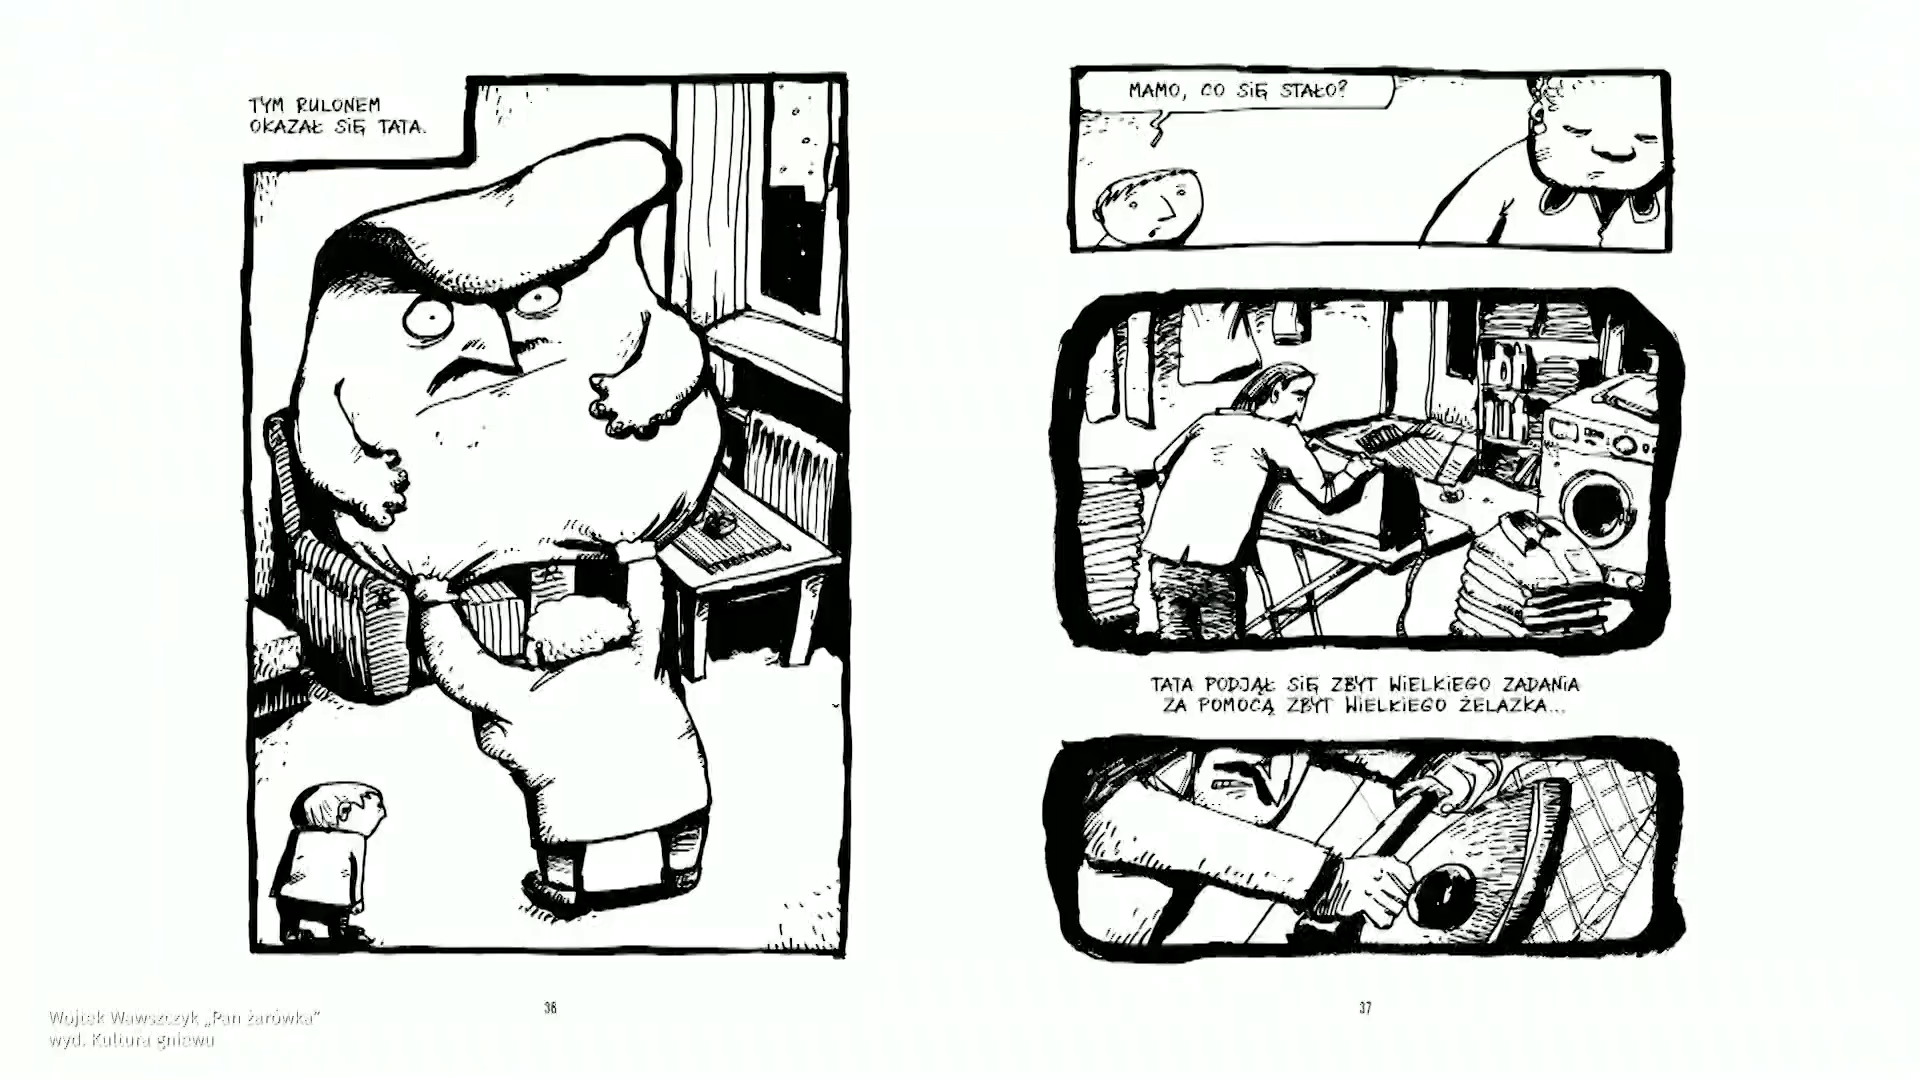 TYM RULONEM
OKAZAŁ SIĘ TATA.
36
MAMO, CO SIĘ STAŁO?
TATA PODJĄŁ SIĘ ZBYT WIELKIEGO ZADANIA
ZA POMOCĄ ZBYT WIELKIEGO ŻELAZKA...
37
Wojtek Wawszczyk „Pan żarówka”
wyd. Kultura gniewu